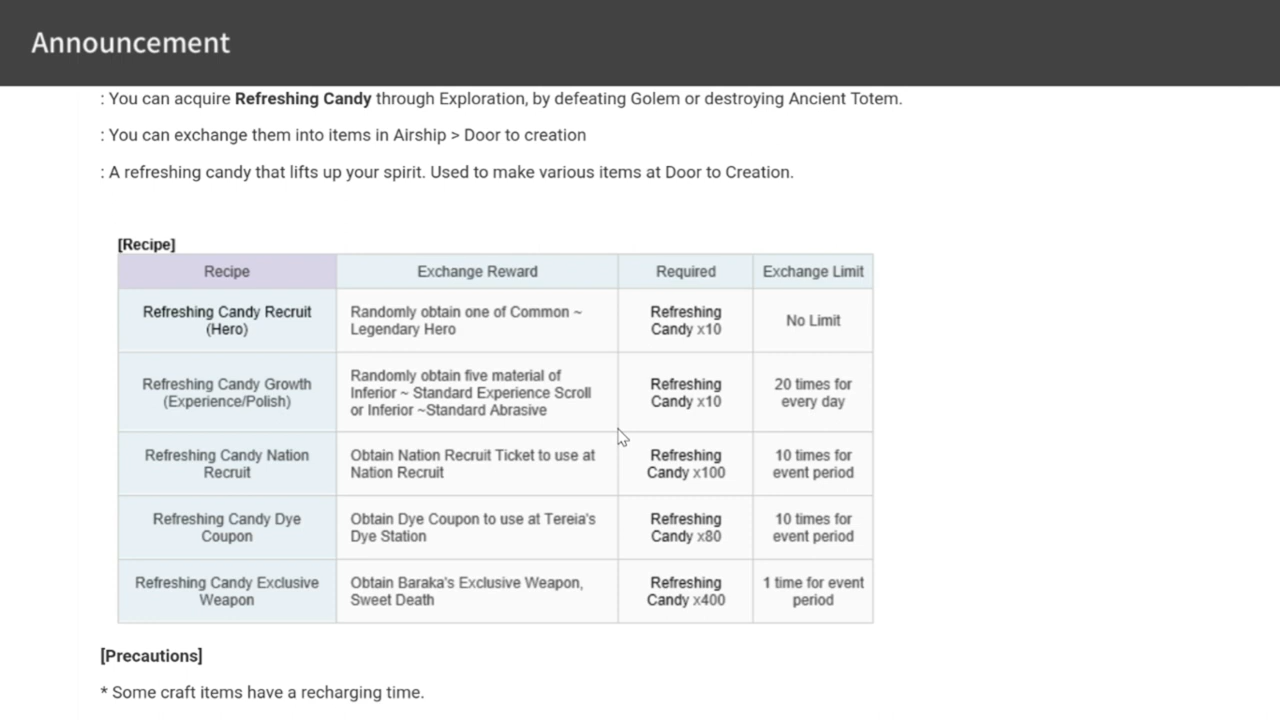 Announcement
: You can acquire Refreshing Candy through Exploration, by defeating Golem or destroying Ancient Totem.
: You can exchange them into items in Airship > Door to creation
: A refreshing candy that lifts up your spirit. Used to make various items at Door to Creation.
[Recipe]
Recipe Exchange Reward Required Exchange Limit
Refreshing Candy Recruit
(Hero)
Randomly obtain one of Common ~
Legendary Hero
Refreshing
Candy x10
No Limit
Refreshing Candy Growth
(Experience/Polish)
Randomly obtain five material of
Inferior ~ Standard Experience Scroll
or Inferior ~Standard Abrasive
Refreshing
Candy x10
20 times for
every day
Refreshing Candy Nation
Recruit
Obtain Nation Recruit Ticket to use at
Nation Recruit
Refreshing
Candy x100
10 times for
event period
Refreshing Candy Dye
Coupon
Obtain Dye Coupon to use at Tereia's
Dye Station
Refreshing
Candy x80
10 times for
event period
Refreshing Candy Exclusive
Weapon
Obtain Baraka's Exclusive Weapon,
Sweet Death
Refreshing
Candy x400
1 time for event
period
[Precautions]
* Some craft items have a recharging time.